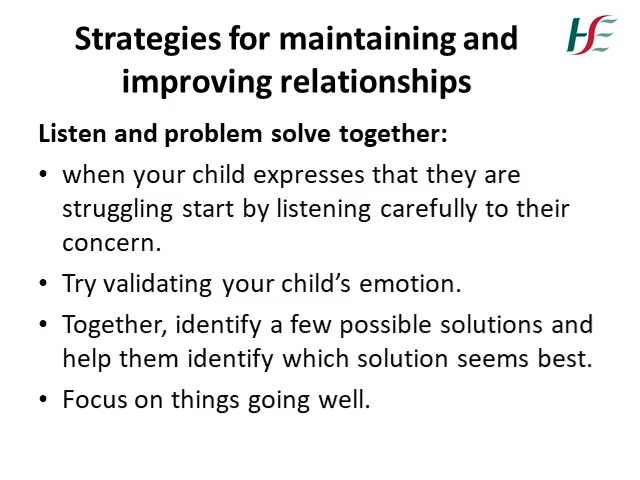 Strategies for maintaining and
improving relationships
HSE
Listen and problem solve together:
• when your child expresses that they are
struggling start by listening carefully to their
concern.
• Try validating your child’s emotion.
• Together, identify a few possible solutions and
help them identify which solution seems best.
• Focus on things going well.